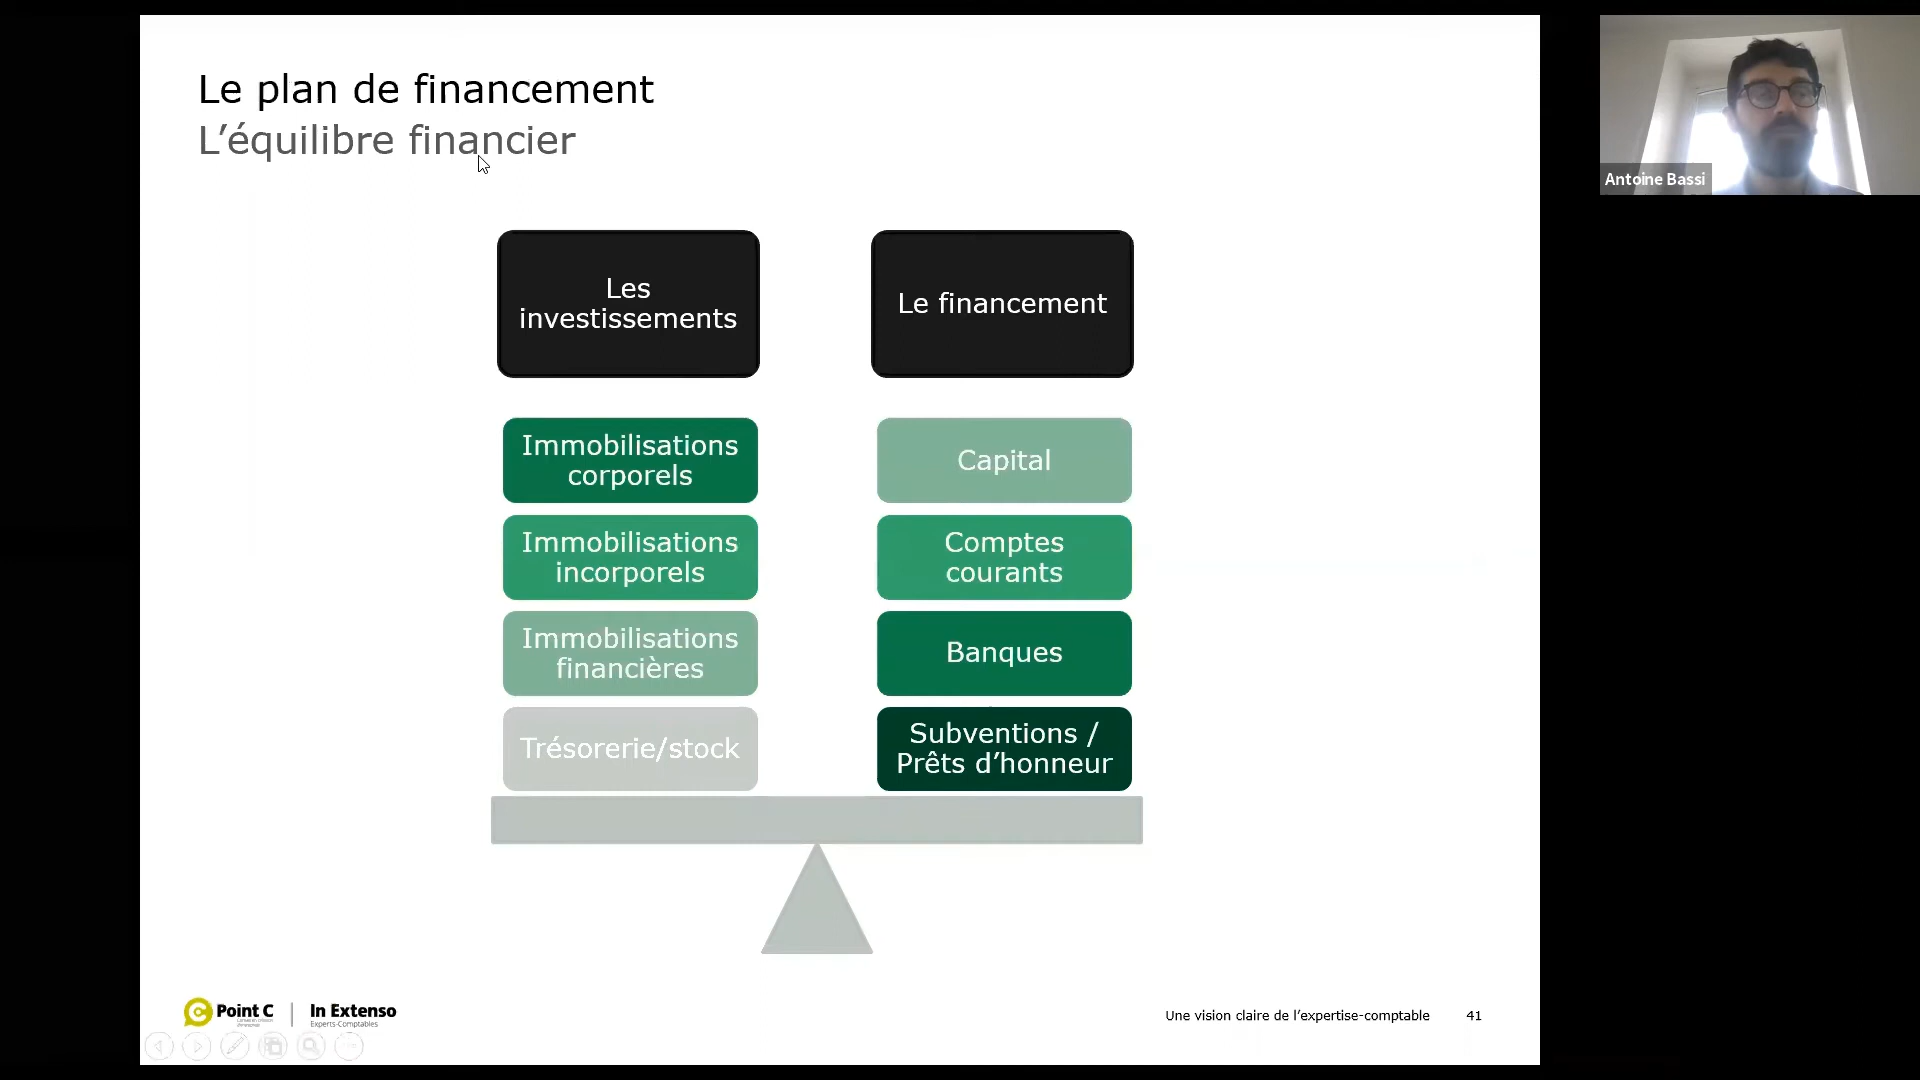 Le plan de financement
L’équilibre financier
Antoine Bassi
Les
investissements
Le financement
Immobilisations
corporels
Capital
Immobilisations
incorporels
Comptes
courants
Immobilisations
financières
Banques
Trésorerie/stock
Subventions /
Prêts d’honneur
Point C
In Extenso
Experts-Comptables
Une vision claire de l’expertise-comptable
41